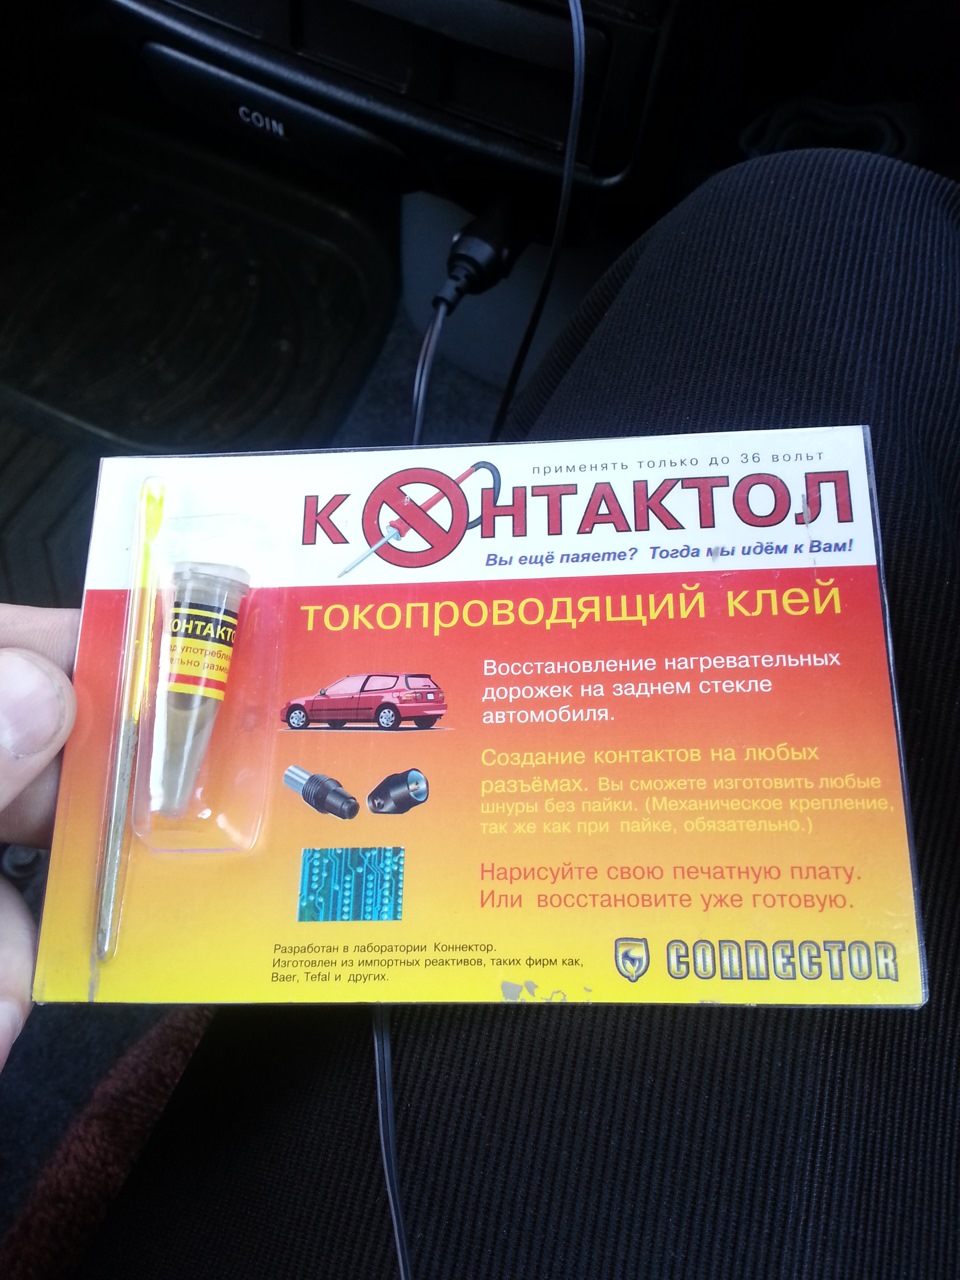 COIN
применять только до 36 вольт
КОНТАКТОЛ
Вы ещё паяете? Тогда мы идём к Вам!
токопроводящий клей
ОНТАКТО
Восстановление нагревательных
дорожек на заднем стекле
автомобиля.
Создание контактов на любых
разъёмах. Вы сможете изготовить любые
шнуры без пайки. (Механическое крепление,
так же как при пайке, обязательно.)
Нарисуйте свою печатную плату.
Или восстановите уже готовую.
Разработан в лаборатории Коннектор.
Изготовлен из импортных реактивов, таких фирм как,
Baer, Tefal и других.
CONNECTOR